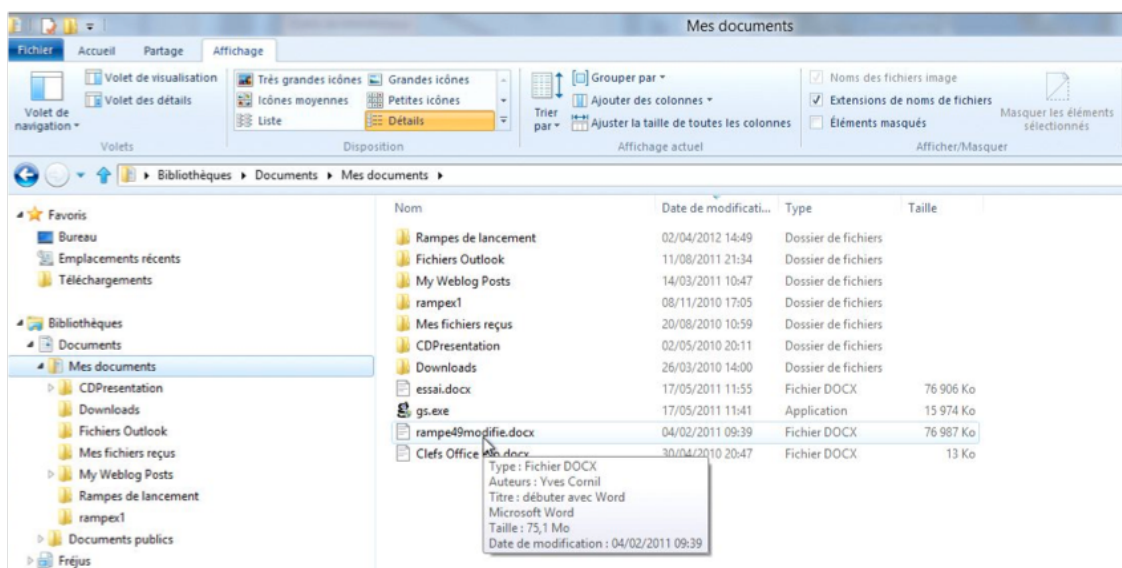 Mes documents
Fichier Accueil Partage Affichage
Volet de visualisation Très grandes icônes Grandes icônes Grouper par Noms des fichiers image
Volet des détails Icônes moyennes Petites icônes Ajouter des colonnes Extensions de noms de fichiers
Volet de navigation Liste Détails Trier par Ajuster la taille de toutes les colonnes Éléments masqués Masquer les éléments sélectionnés
Volets Disposition Affichage actuel Afficher/Masquer
Bibliothèques Documents Mes documents
Favoris
Bureau
Emplacements récents
Téléchargements
Bibliothèques
Documents
Mes documents
CDPresentation
Downloads
Fichiers Outlook
Mes fichiers reçus
My Weblog Posts
Rampes de lancement
rampex1
Documents publics
Fréjus
Nom Date de modificati... Type Taille
Rampes de lancement 02/04/2012 14:49 Dossier de fichiers
Fichiers Outlook 11/08/2011 21:34 Dossier de fichiers
My Weblog Posts 14/03/2011 10:47 Dossier de fichiers
rampex1 08/11/2010 17:05 Dossier de fichiers
Mes fichiers reçus 20/08/2010 10:59 Dossier de fichiers
CDPresentation 02/05/2010 20:11 Dossier de fichiers
Downloads 26/03/2010 14:00 Dossier de fichiers
essai.docx 17/05/2011 11:55 Fichier DOCX 76 906 Ko
gs.exe 17/05/2011 11:41 Application 15 974 Ko
rampe49modifie.docx 04/02/2011 09:39 Fichier DOCX 76 987 Ko
Clefs Office 30/04/2010 20:47 Fichier DOCX 13 Ko
Type : Fichier DOCX
Auteurs : Yves Cornil
Titre : débuter avec Word
Microsoft Word
Taille : 75,1 Mo
Date de modification : 04/02/2011 09:39